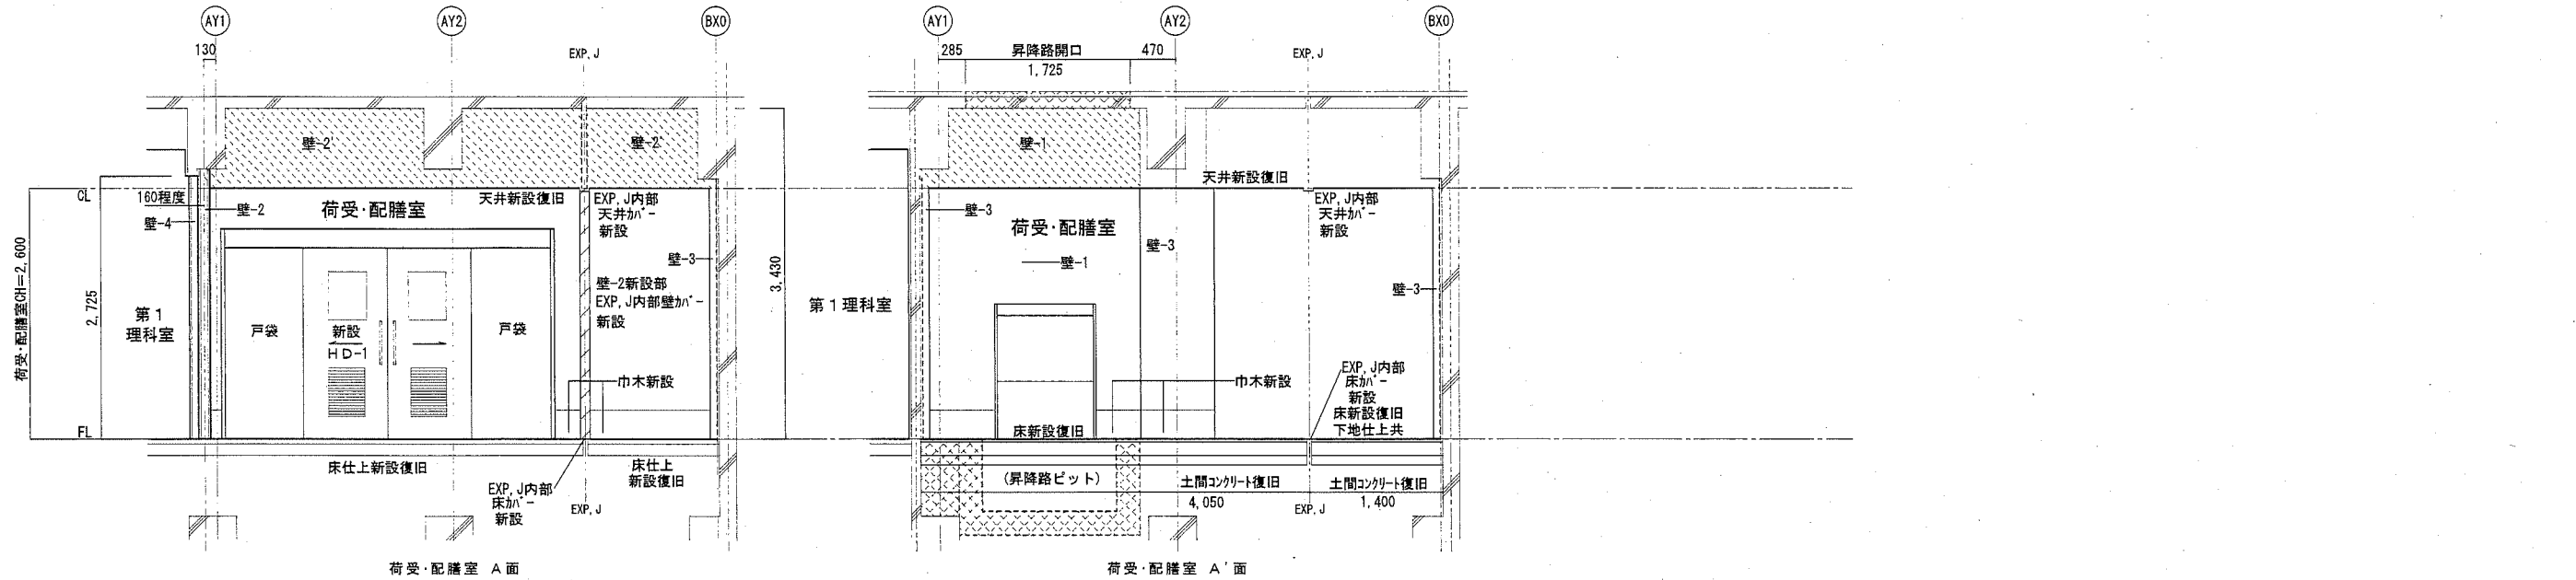 AY1
AY2
BX0
130
EXP, J
壁-2'
壁-2'
CL
160程度
壁-2
壁-4
荷受・配膳室
天井新設復旧
EXP, J内部
天井ｶﾊﾞｰ
新設
壁-3
壁-2新設部
EXP, J内部壁ｶﾊﾞｰ
新設
荷受・配膳室CH=2,600
2,725
3,430
第１
理科室
戸袋
新設
HD-1
戸袋
巾木新設
FL
床仕上新設復旧
床仕上
新設復旧
EXP, J内部
床ｶﾊﾞｰ
新設
EXP, J
荷受・配膳室 A面
AY1
AY2
BX0
285
昇降路開口
470
1,725
EXP, J
壁-1
天井新設復旧
壁-3
荷受・配膳室
壁-1
壁-3
EXP, J内部
天井ｶﾊﾞｰ
新設
壁-3
第１理科室
巾木新設
EXP, J内部
床ｶﾊﾞｰ
新設
床新設復旧
下地仕上共
床新設復旧
(昇降路ピット)
土間ｺﾝｸﾘｰﾄ復旧
4,050
土間ｺﾝｸﾘｰﾄ復旧
1,400
EXP, J
荷受・配膳室 A'面